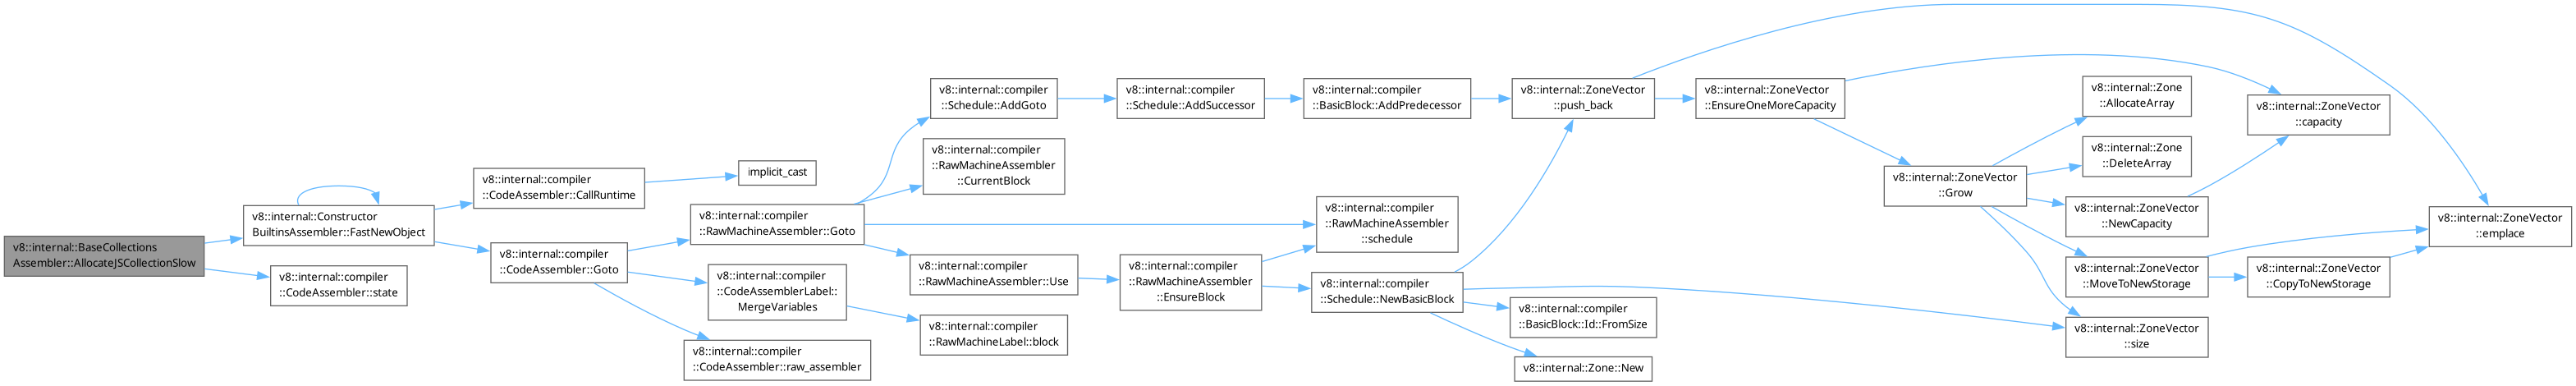 v8::internal::BaseCollections
Assembler::AllocateJSCollectionSlow
v8::internal::Constructor
BuiltinsAssembler::FastNewObject
v8::internal::compiler
::CodeAssembler::state
v8::internal::compiler
::CodeAssembler::CallRuntime
v8::internal::compiler
::CodeAssembler::Goto
implicit_cast
v8::internal::compiler
::RawMachineAssembler::Goto
v8::internal::compiler
::CodeAssemblerLabel::
MergeVariables
v8::internal::compiler
::CodeAssembler::raw_assembler
v8::internal::compiler
::Schedule::AddGoto
v8::internal::compiler
::RawMachineAssembler
::CurrentBlock
v8::internal::compiler
::RawMachineAssembler::Use
v8::internal::compiler
::RawMachineLabel::block
v8::internal::compiler
::Schedule::AddSuccessor
v8::internal::compiler
::RawMachineAssembler
::EnsureBlock
v8::internal::compiler
::BasicBlock::AddPredecessor
v8::internal::compiler
::RawMachineAssembler
::schedule
v8::internal::compiler
::Schedule::NewBasicBlock
v8::internal::ZoneVector
::push_back
v8::internal::compiler
::BasicBlock::Id::FromSize
v8::internal::Zone::New
v8::internal::ZoneVector
::EnsureOneMoreCapacity
v8::internal::ZoneVector
::Grow
v8::internal::Zone
::AllocateArray
v8::internal::Zone
::DeleteArray
v8::internal::ZoneVector
::NewCapacity
v8::internal::ZoneVector
::MoveToNewStorage
v8::internal::ZoneVector
::size
v8::internal::ZoneVector
::capacity
v8::internal::ZoneVector
::CopyToNewStorage
v8::internal::ZoneVector
::emplace